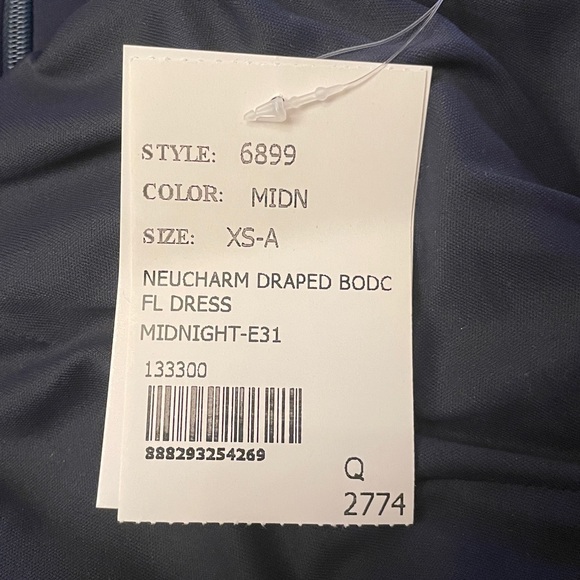 STYLE: 6899
COLOR: MIDN
SIZE: XS-A
NEUCHARM DRAPED BODC
FL DRESS
MIDNIGHT-E31
133300
888293254269
Q
2774